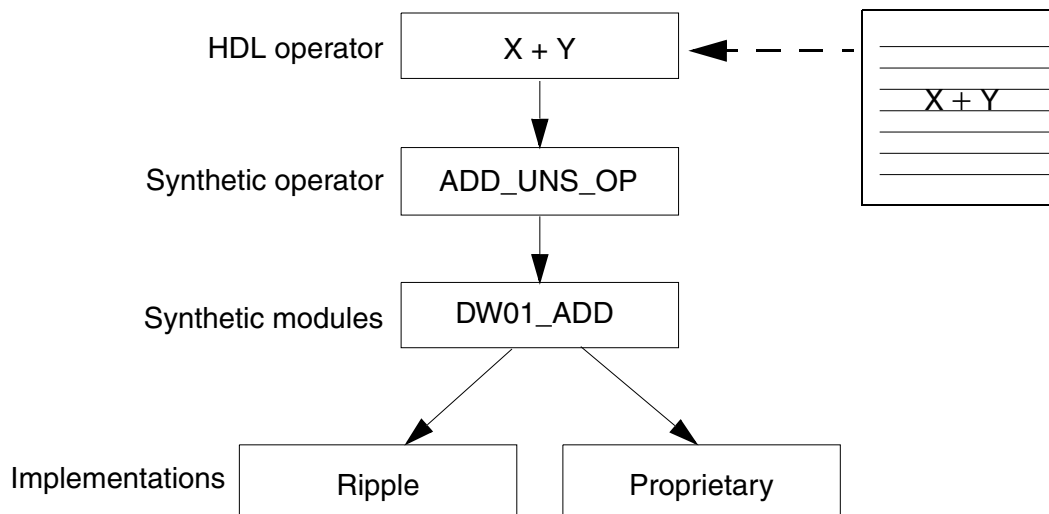 HDL operator
X + Y
X + Y
Synthetic operator
ADD_UNS_OP
Synthetic modules
DW01_ADD
Implementations
Ripple
Proprietary